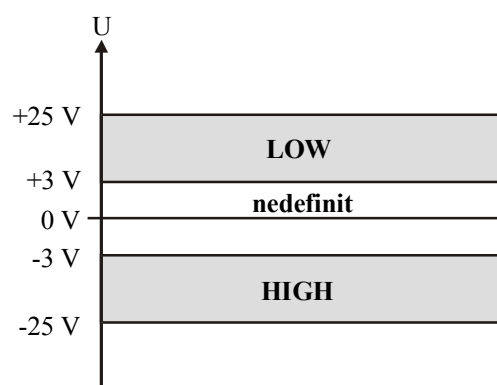 U
+25 V
LOW
+3 V
nedefinit
0 V
-3 V
HIGH
-25 V